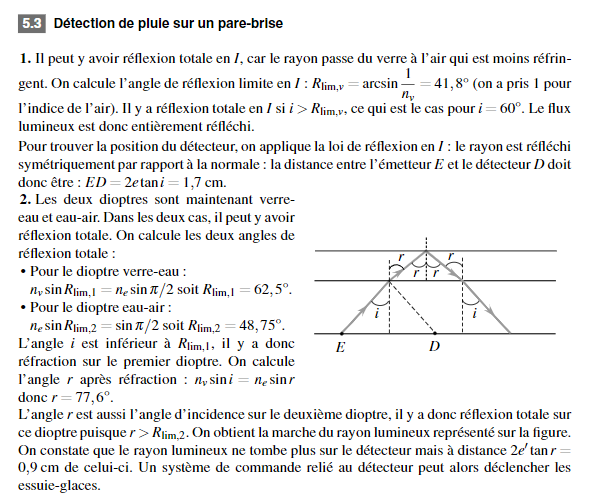 5.3 Détection de pluie sur un pare-brise
1. Il peut y avoir réflexion totale en I, car le rayon passe du verre à l'air qui est moins réfrin-
gent. On calcule l'angle de réflexion limite en I : Rlim,v = arcsin 1/nv = 41,8° (on a pris 1 pour
l'indice de l'air). Il y a réflexion totale en I si i > Rlim,v, ce qui est le cas pour i = 60°. Le flux
lumineux est donc entièrement réfléchi.
Pour trouver la position du détecteur, on applique la loi de réflexion en I : le rayon est réfléchi
symétriquement par rapport à la normale : la distance entre l'émetteur E et le détecteur D doit
donc être : ED = 2e tan i = 1,7 cm.
2. Les deux dioptres sont maintenant verre-
eau et eau-air. Dans les deux cas, il peut y avoir
réflexion totale. On calcule les deux angles de
réflexion totale :
• Pour le dioptre verre-eau :
nv sin Rlim,1 = ne sin π/2 soit Rlim,1 = 62,5°.
• Pour le dioptre eau-air :
ne sin Rlim,2 = sin π/2 soit Rlim,2 = 48,75°.
L'angle i est inférieur à Rlim,1, il y a donc
réfraction sur le premier dioptre. On calcule
l'angle r après réfraction : nv sin i = ne sin r
donc r = 77,6°.
r r
r r
i i
E D
L'angle r est aussi l'angle d'incidence sur le deuxième dioptre, il y a donc réflexion totale sur
ce dioptre puisque r > Rlim,2. On obtient la marche du rayon lumineux représenté sur la figure.
On constate que le rayon lumineux ne tombe plus sur le détecteur mais à distance 2e′ tan r =
0,9 cm de celui-ci. Un système de commande relié au détecteur peut alors déclencher les
essuie-glaces.